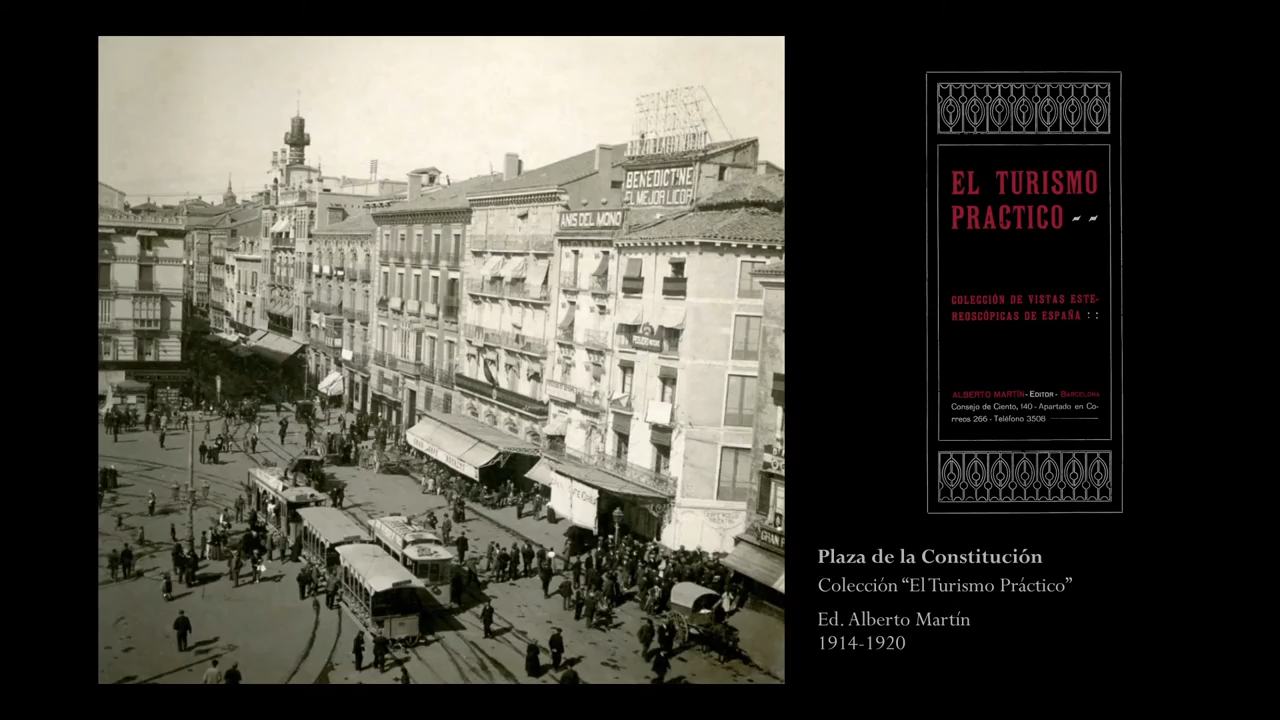 BENEDICTINE
EL MEJOR LICOR
ANIS DEL MONO
EL TURISMO
PRACTICO
COLECCIÓN DE VISTAS ESTE-
REOSCÓPICAS DE ESPAÑA : :
ALBERTO MARTÍN - EDITOR - BARCELONA
Consejo de Ciento, 140 - Apartado en Co-
rreos 266 - Teléfono 3508
Plaza de la Constitución
Colección “El Turismo Práctico”
Ed. Alberto Martín
1914-1920